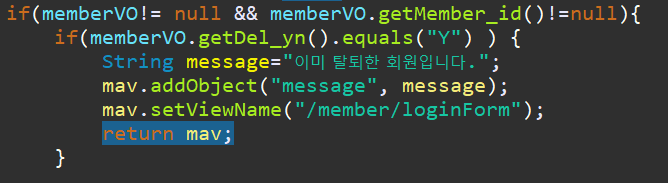 if(memberVO!= null && memberVO.getMember_id()!=null){
if(memberVO.getDel_yn().equals("Y") ) {
String message="이미 탈퇴한 회원입니다.";
mav.addObject("message", message);
mav.setViewName("/member/loginForm");
return mav;
}